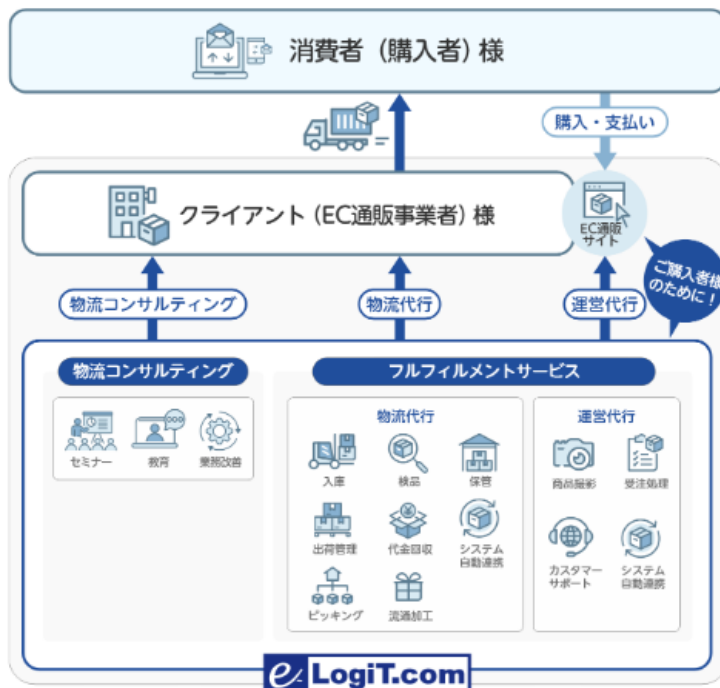 消費者（購入者）様
購入・支払い
クライアント（EC通販事業者）様
EC通販
サイト
ご購入者様
のために！
物流コンサルティング
物流代行
運営代行
物流コンサルティング
フルフィルメントサービス
セミナー
教育
業務改善
物流代行
入庫
検品
保管
出荷管理
代金回収
システム
自動連携
ピッキング
流通加工
運営代行
商品撮影
受注処理
カスタマー
サポート
システム
自動連携
e-LogiT.com